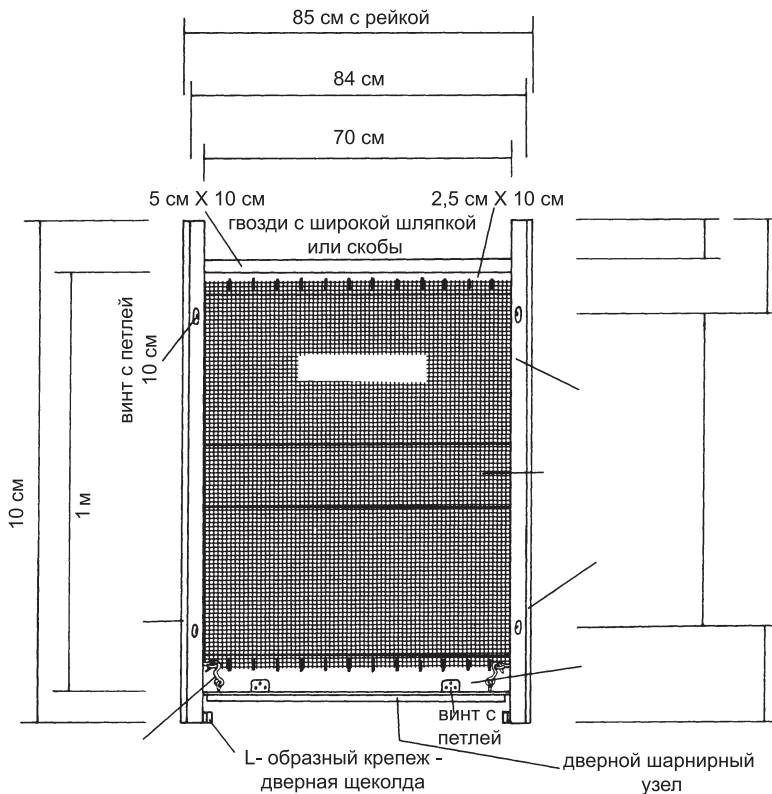 85 см с рейкой
84 см
70 см
5 см X 10 см
2,5 см X 10 см
гвозди с широкой шляпкой
или скобы
винт с петлей
10 см
10 см
1 м
винт с
петлей
L- образный крепеж -
дверная щеколда
дверной шарнирный
узел